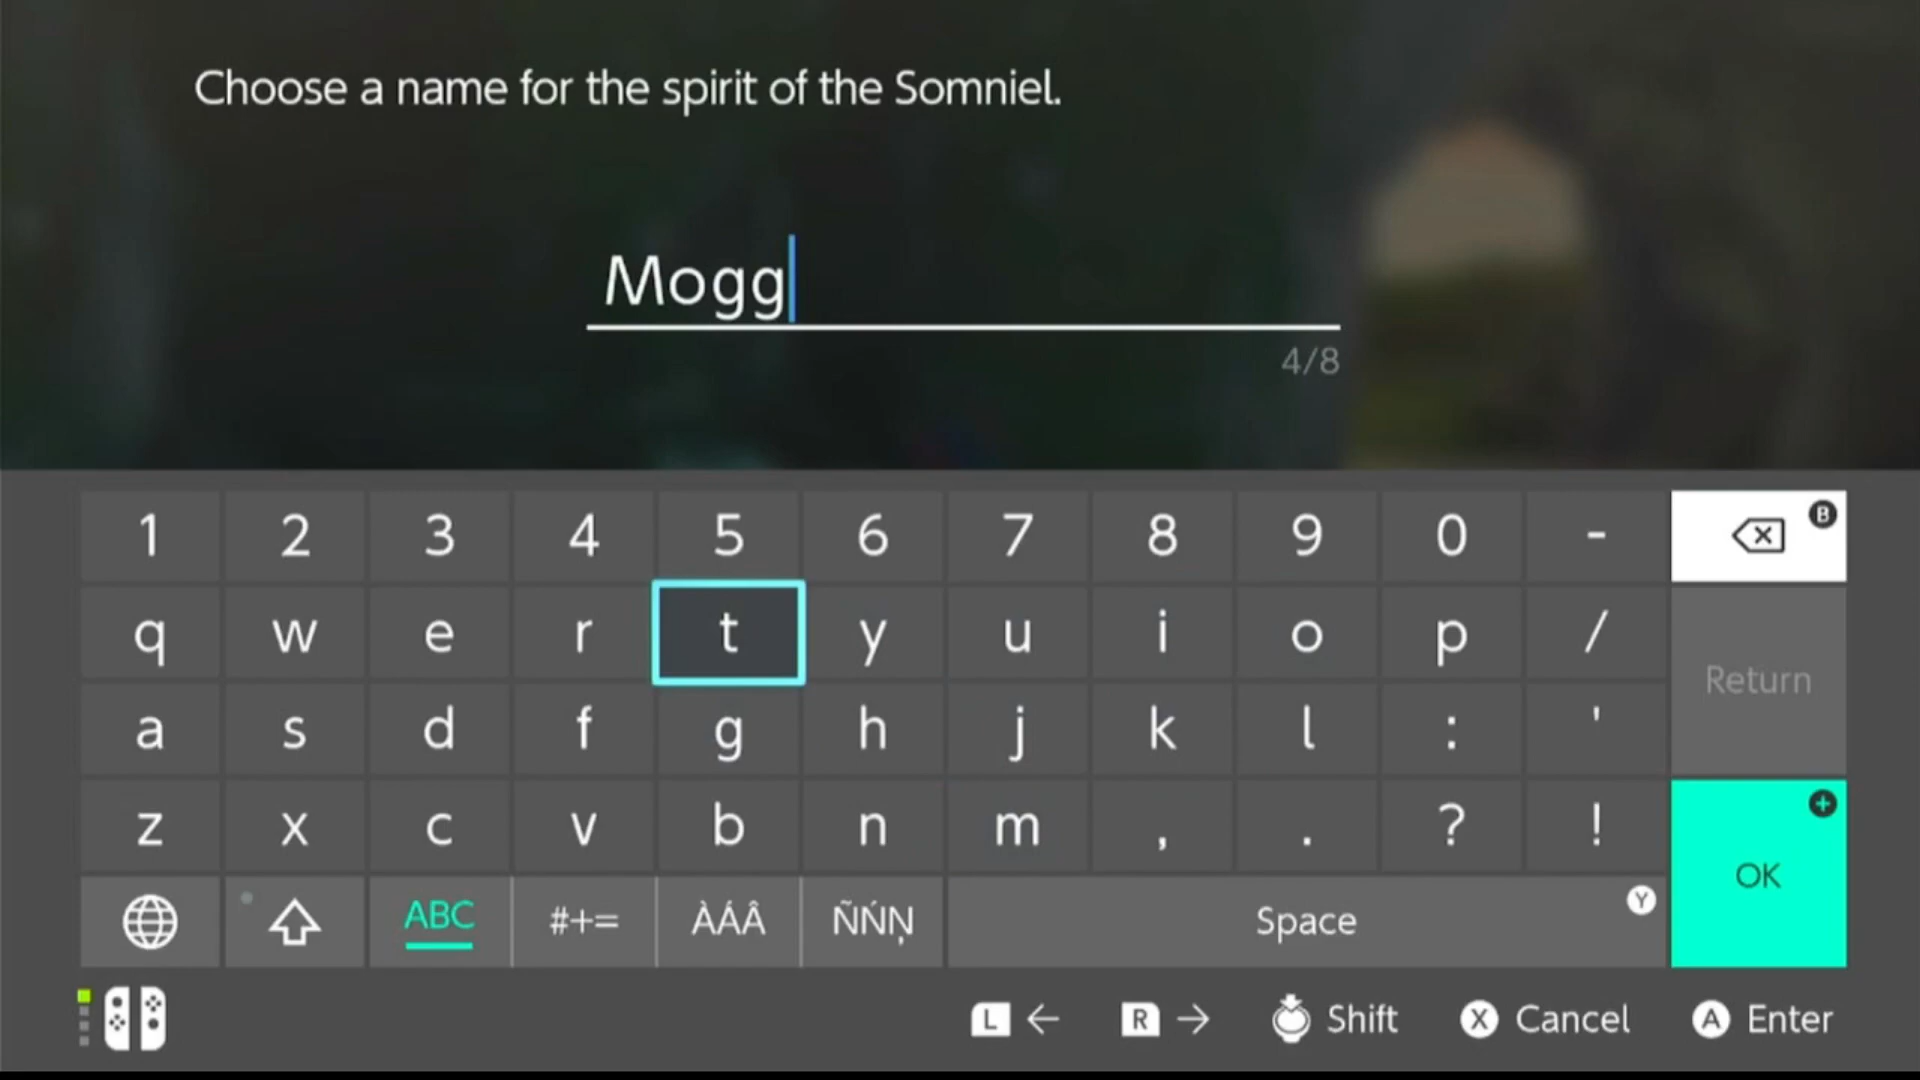 Choose a name for the spirit of the Somniel.
Mogg
4/8
1 2 3 4 5 6 7 8 9 0 - B
q w e r t y u i o p / Return
a s d f g h j k l : '
z x c v b n m , . ? ! + OK
ABC #+= ÀÁÂ ÑŃŅ Space Y
L ← R → Shift X Cancel A Enter